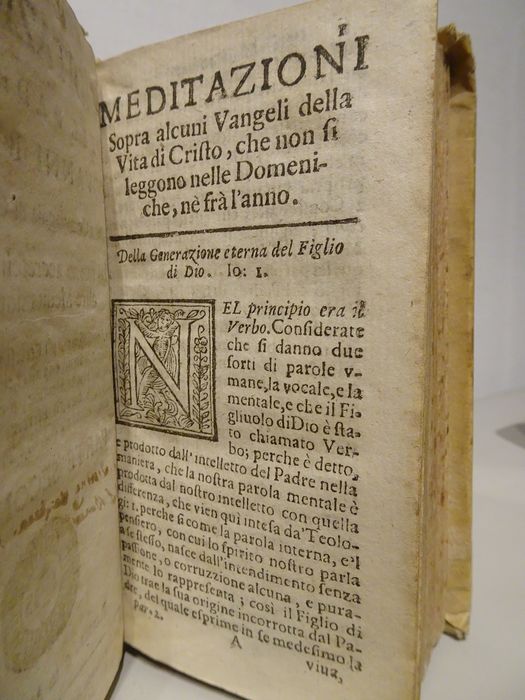 MEDITAZIONI
Sopra alcuni Vangeli della
Vita di Cristo, che non si
leggono nelle Domeni-
che, nè frà l'anno.
Della Generazione eterna del Figlio
di Dio. Io: 1.
NEL principio era il
Verbo. Considerate
che si danno due
sorti di parole v-
mane, la vocale, e la
mentale, e che il Fi-
gliuolo di Dio è sta-
to chiamato Ver-
bo; perche è detto,
e prodotto dall'intelletto del Padre nella
maniera, che la nostra parola mentale è
prodotta dal nostro intelletto con quella
differenza, che vien quì intesa da'Teolo-
gi: 1. perche sì come la parola interna, e'l
pensiero, con cui lo spirito nostro parla
a se stesso, nasce dall'intendimento senza
passione, o corruzzione alcuna, e pura-
mente lo rappresenta; così il Figlio di
Dio trae la sua origine incorrotta dal Pa-
dre, del quale esprime in se medesimo la
Par. 2. A viua,